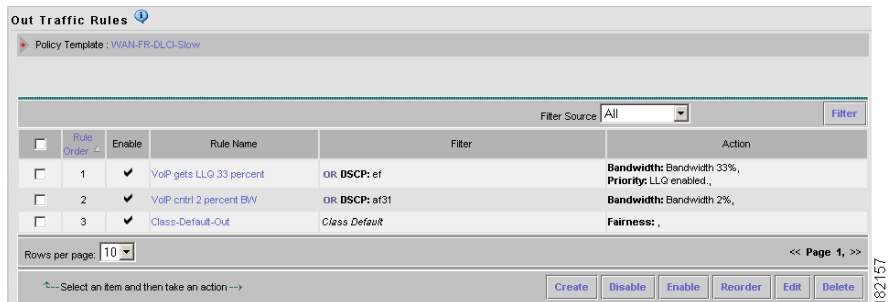 Out Traffic Rules
Policy Template : WAN-FR-DLCI-Slow
Filter Source All Filter
Rule Order Enable Rule Name Filter Action
1 VoIP gets LLQ 33 percent OR DSCP: ef Bandwidth: Bandwidth 33%,
Priority: LLQ enabled.,
2 VoIP cntrl 2 percent BW OR DSCP: af31 Bandwidth: Bandwidth 2%,
3 Class-Default-Out Class Default Fairness: ,
Rows per page: 10 << Page 1, >>
Select an item and then take an action --> Create Disable Enable Reorder Edit Delete
82157